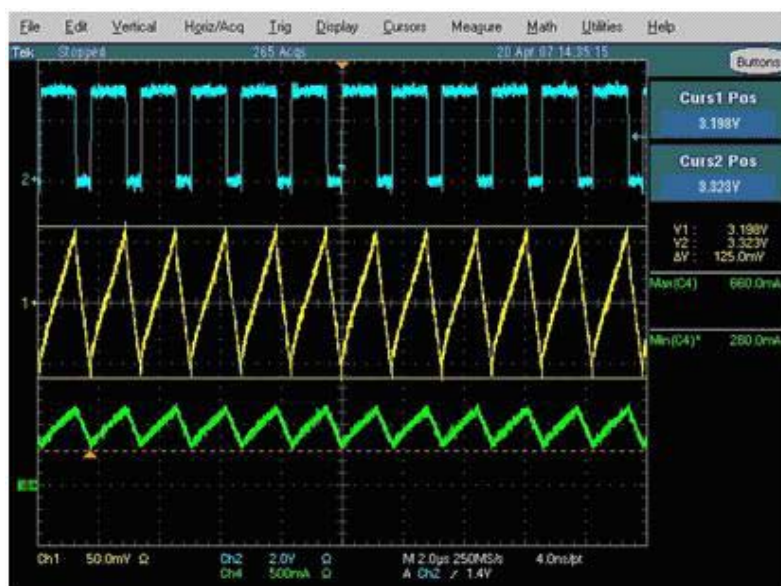 File Edit Vertical Horiz/Acq Trig Display Cursors Measure Math Utilities Help
Tek Stopped 265 Acqs 20 Apr 07 14:35:15
Buttons
Curs1 Pos
3.198V
Curs2 Pos
3.323V
2
V1: 3.198V
V2: 3.323V
ΔV: 125.0mV
1
Max(C4) 660.0mA
Min(C4)* 280.0mA
Ch1 50.0mV Ω Ch2 2.0V Ω M 2.0µs 250MS/s 4.0ns/pt
Ch4 500mA Ω A Ch2 ⁄ 1.4V